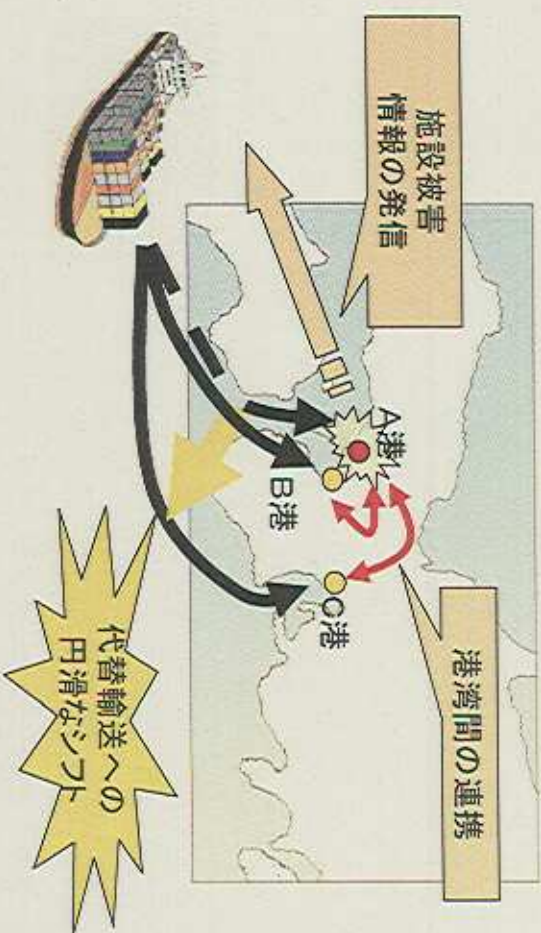 施設被害
情報の発信
港湾間の連携
A港
B港
C港
代替輸送への
円滑なシフト